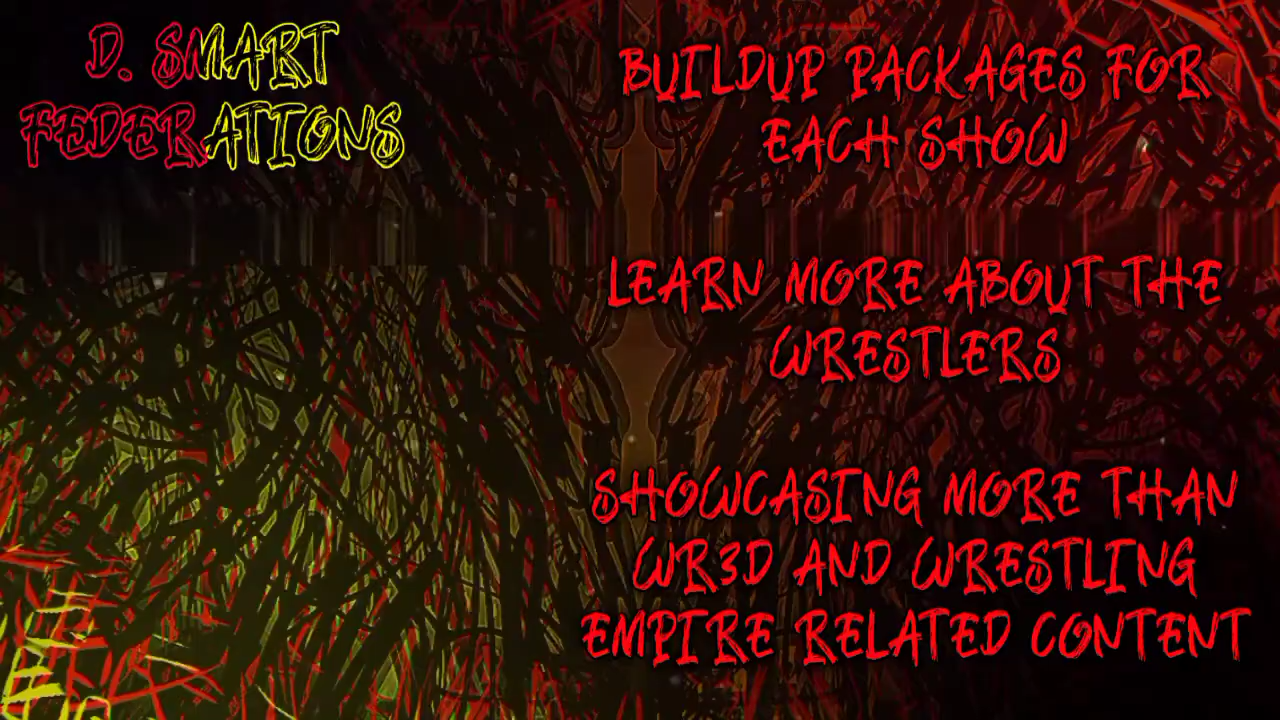 D. SMART
FEDERATIONS
BUILDUP PACKAGES FOR
EACH SHOW
LEARN MORE ABOUT THE
WRESTLERS
SHOWCASING MORE THAN
WR3D AND WRESTLING
EMPIRE RELATED CONTENT